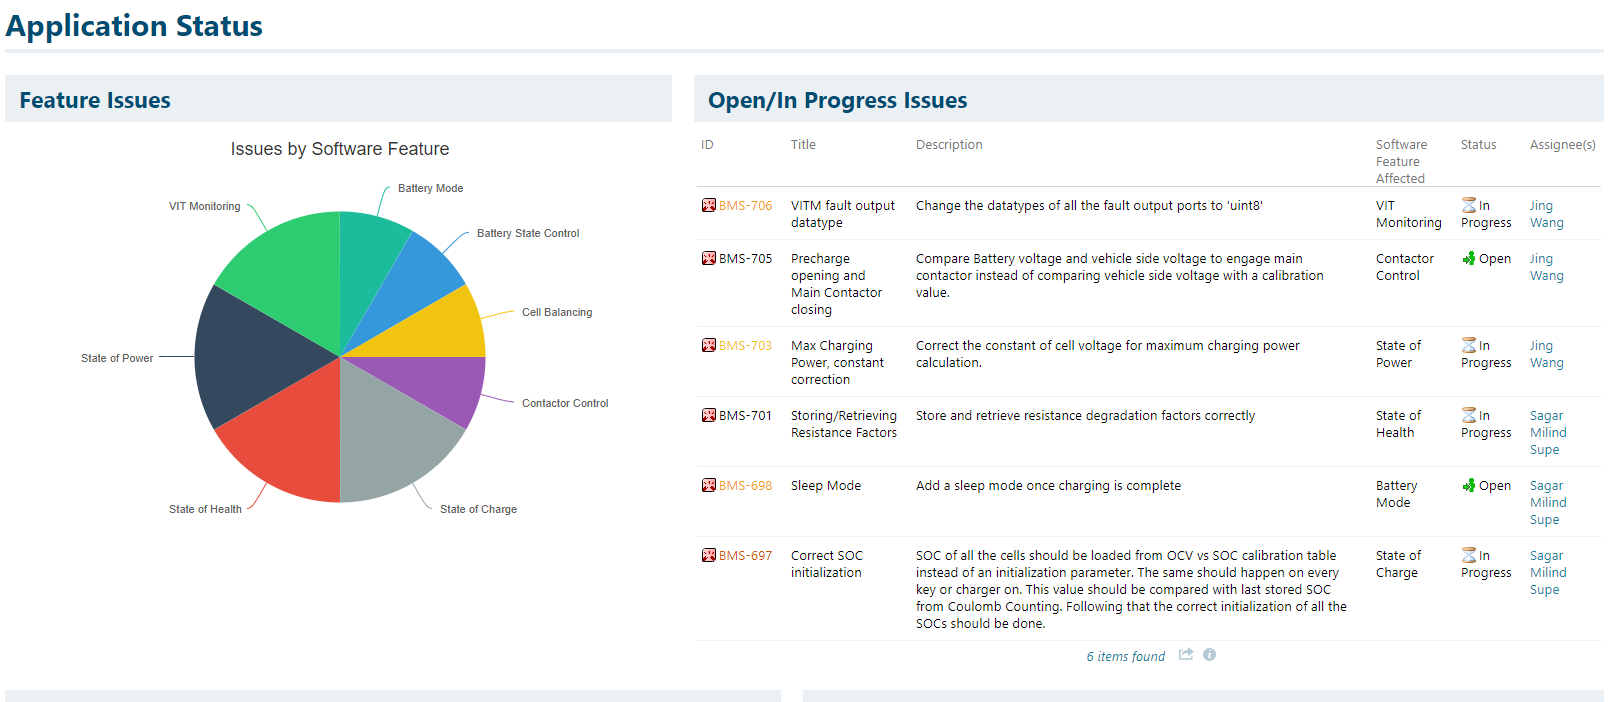 Application Status
Feature Issues
Issues by Software Feature
Battery Mode
VIT Monitoring
Battery State Control
Cell Balancing
State of Power
Contactor Control
State of Health
State of Charge
Open/In Progress Issues
ID Title Description Software Feature Affected Status Assignee(s)
BMS-706 VITM fault output Change the datatypes of all the fault output ports to 'uint8' VIT In Jing
datatype Monitoring Progress Wang
BMS-705 Precharge Compare Battery voltage and vehicle side voltage to engage main Contactor Open Jing
opening and contactor instead of comparing vehicle side voltage with a calibration Control Wang
Main Contactor value.
closing
BMS-703 Max Charging Correct the constant of cell voltage for maximum charging power State of In Jing
Power, constant calculation. Power Progress Wang
correction
BMS-701 Storing/Retrieving Store and retrieve resistance degradation factors correctly State of In Sagar
Resistance Factors Health Progress Milind
Supe
BMS-698 Sleep Mode Add a sleep mode once charging is complete Battery Open Sagar
Mode Milind
Supe
BMS-697 Correct SOC SOC of all the cells should be loaded from OCV vs SOC calibration table State of In Sagar
initialization instead of an initialization parameter. The same should happen on every Charge Progress Milind
key or charger on. This value should be compared with last stored SOC Supe
from Coulomb Counting. Following that the correct initialization of all the
SOCs should be done.
6 items found